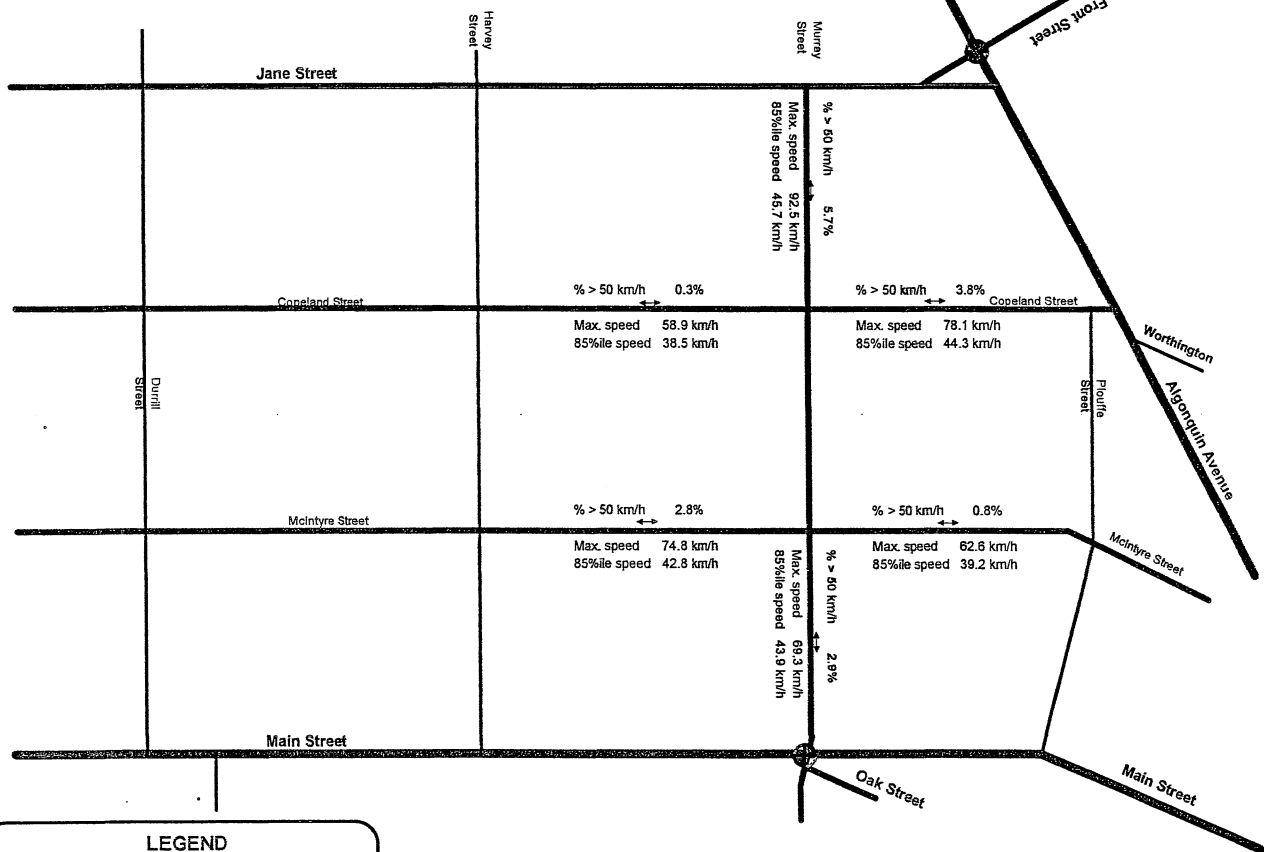 Harvey
Street
Murray
Street
Front Street
Jane Street
% > 50 km/h 5.7%
Max. speed 92.5 km/h
85%ile speed 45.7 km/h
Copeland Street
% > 50 km/h 0.3%
Max. speed 58.9 km/h
85%ile speed 38.5 km/h
% > 50 km/h 3.8%
Copeland Street
Max. speed 78.1 km/h
85%ile speed 44.3 km/h
Worthington
Durrill
Street
Plouffe
Street
Algonquin Avenue
McIntyre Street
% > 50 km/h 2.8%
Max. speed 74.8 km/h
85%ile speed 42.8 km/h
% > 50 km/h 0.8%
Max. speed 62.6 km/h
85%ile speed 39.2 km/h
McIntyre Street
% > 50 km/h 2.9%
Max. speed 69.3 km/h
85%ile speed 43.9 km/h
Main Street
Oak Street
Main Street
LEGEND